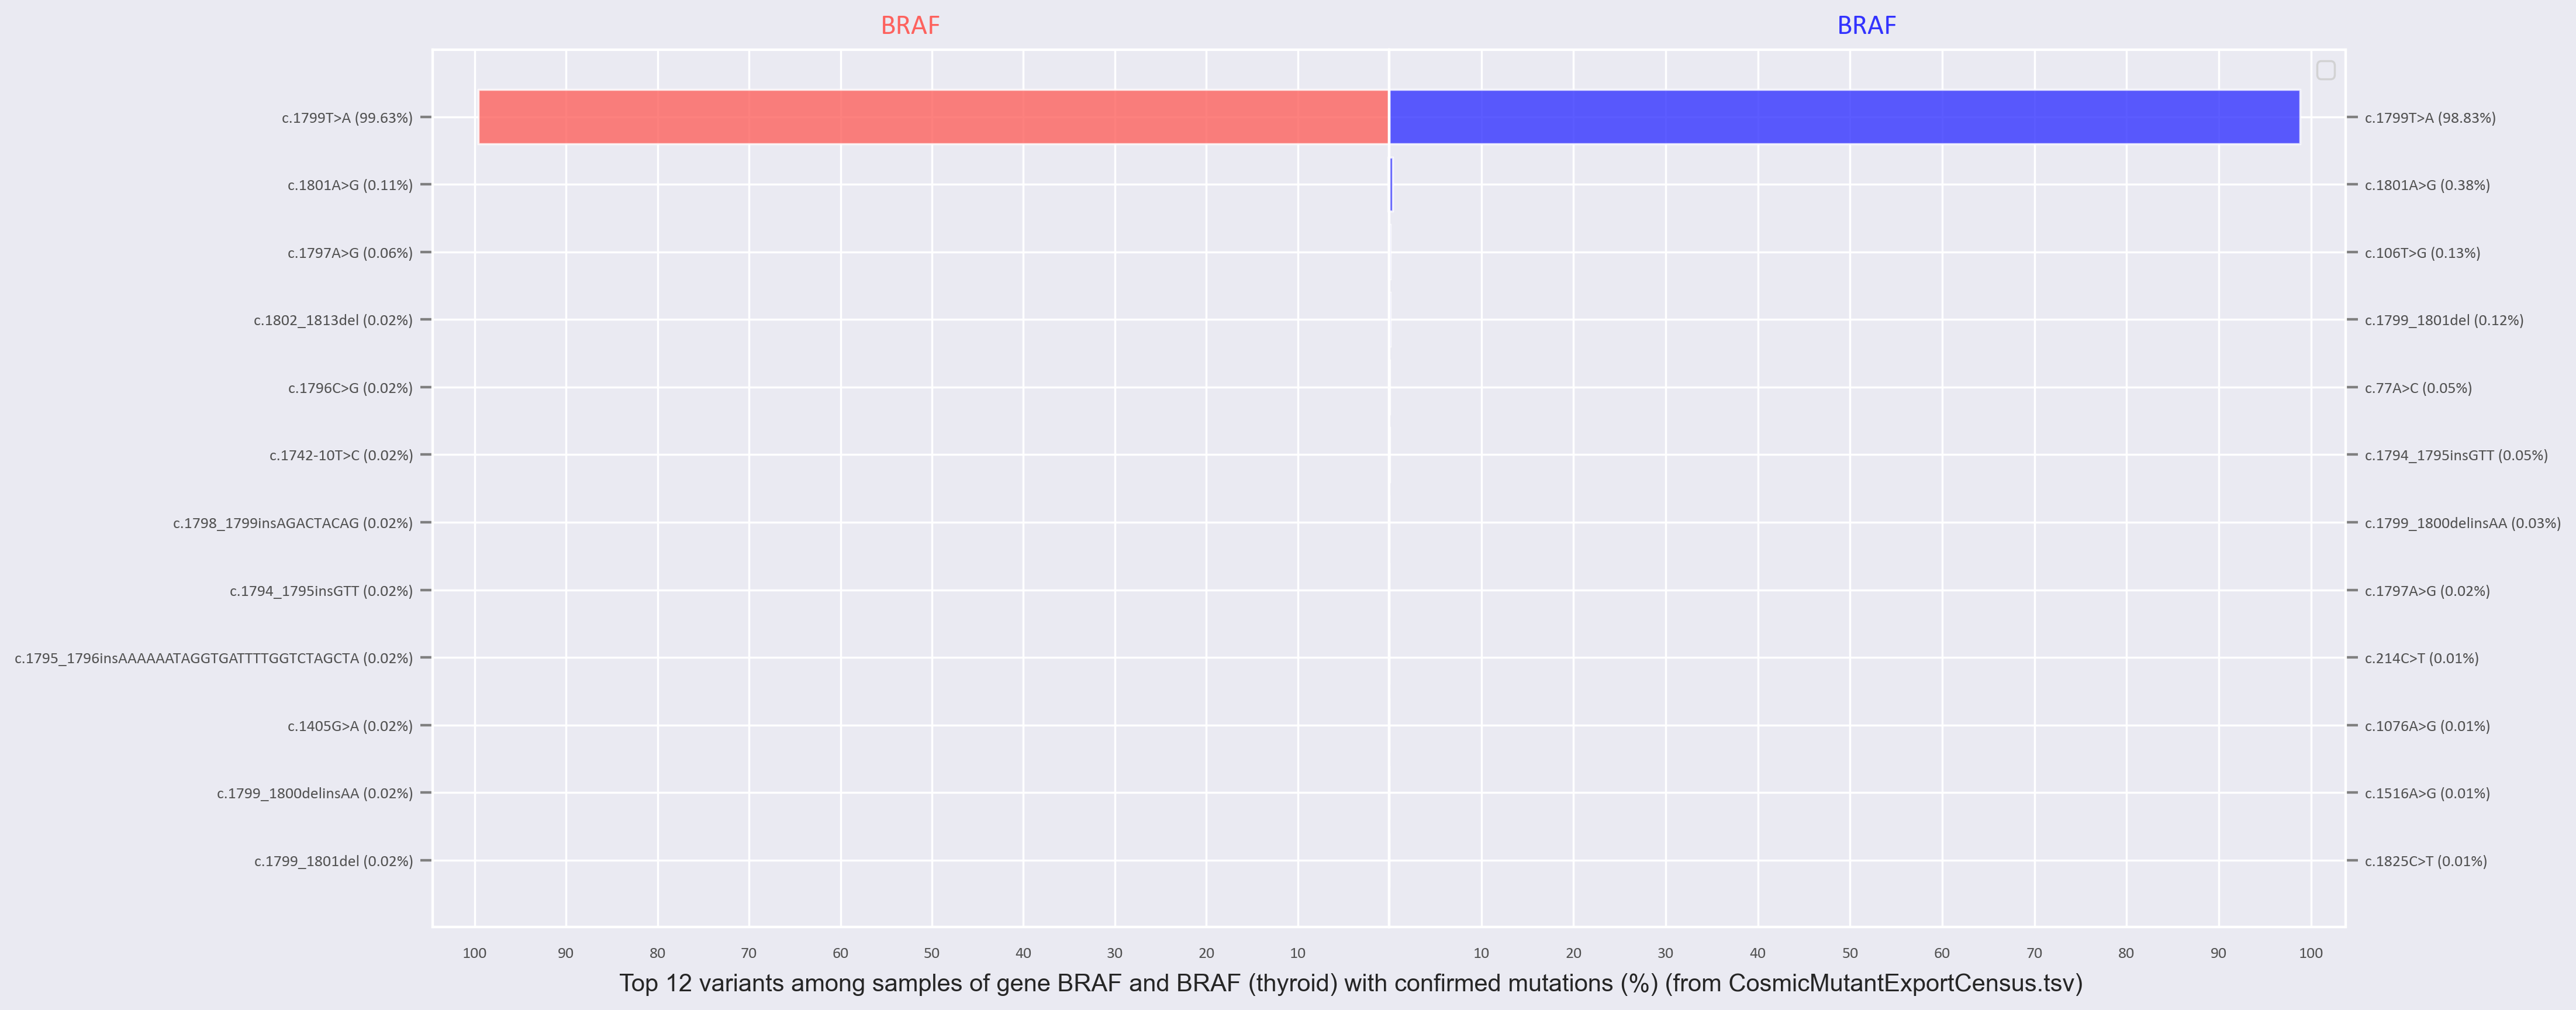 BRAF
BRAF
c.1799T>A (99.63%)
c.1801A>G (0.11%)
c.1797A>G (0.06%)
c.1802_1813del (0.02%)
c.1796C>G (0.02%)
c.1742-10T>C (0.02%)
c.1798_1799insAGACTACAG (0.02%)
c.1794_1795insGTT (0.02%)
c.1795_1796insAAAAAATAGGTGATTTTGGTCTAGCTA (0.02%)
c.1405G>A (0.02%)
c.1799_1800delinsAA (0.02%)
c.1799_1801del (0.02%)
c.1799T>A (98.83%)
c.1801A>G (0.38%)
c.106T>G (0.13%)
c.1799_1801del (0.12%)
c.77A>C (0.05%)
c.1794_1795insGTT (0.05%)
c.1799_1800delinsAA (0.03%)
c.1797A>G (0.02%)
c.214C>T (0.01%)
c.1076A>G (0.01%)
c.1516A>G (0.01%)
c.1825C>T (0.01%)
100 90 80 70 60 50 40 30 20 10 10 20 30 40 50 60 70 80 90 100
Top 12 variants among samples of gene BRAF and BRAF (thyroid) with confirmed mutations (%) (from CosmicMutantExportCensus.tsv)